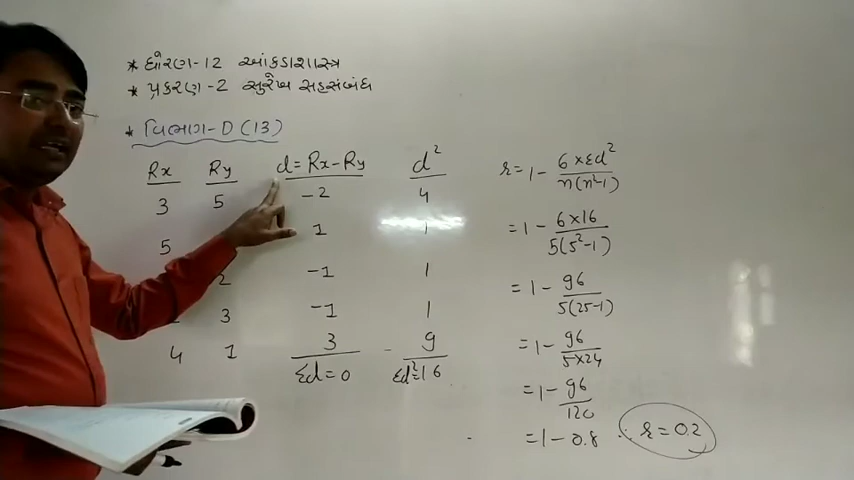 * ધોરણ-12 આંકડાશાસ્ત્ર
* પ્રકરણ-2 સુરેખ સહસંબંધ
* વિભાગ-D (13)
Rx Ry d=Rx-Ry d²
3 5 -2 4
5 1 1
2 -1 1
3 -1 1
4 1 3 9
Σd=0 Σd²=16
r=1-6×Σd²/n(n²-1)
=1-6×16/5(5²-1)
=1-96/5(25-1)
=1-96/5×24
=1-96/120
=1-0.8 ∴ r=0.2